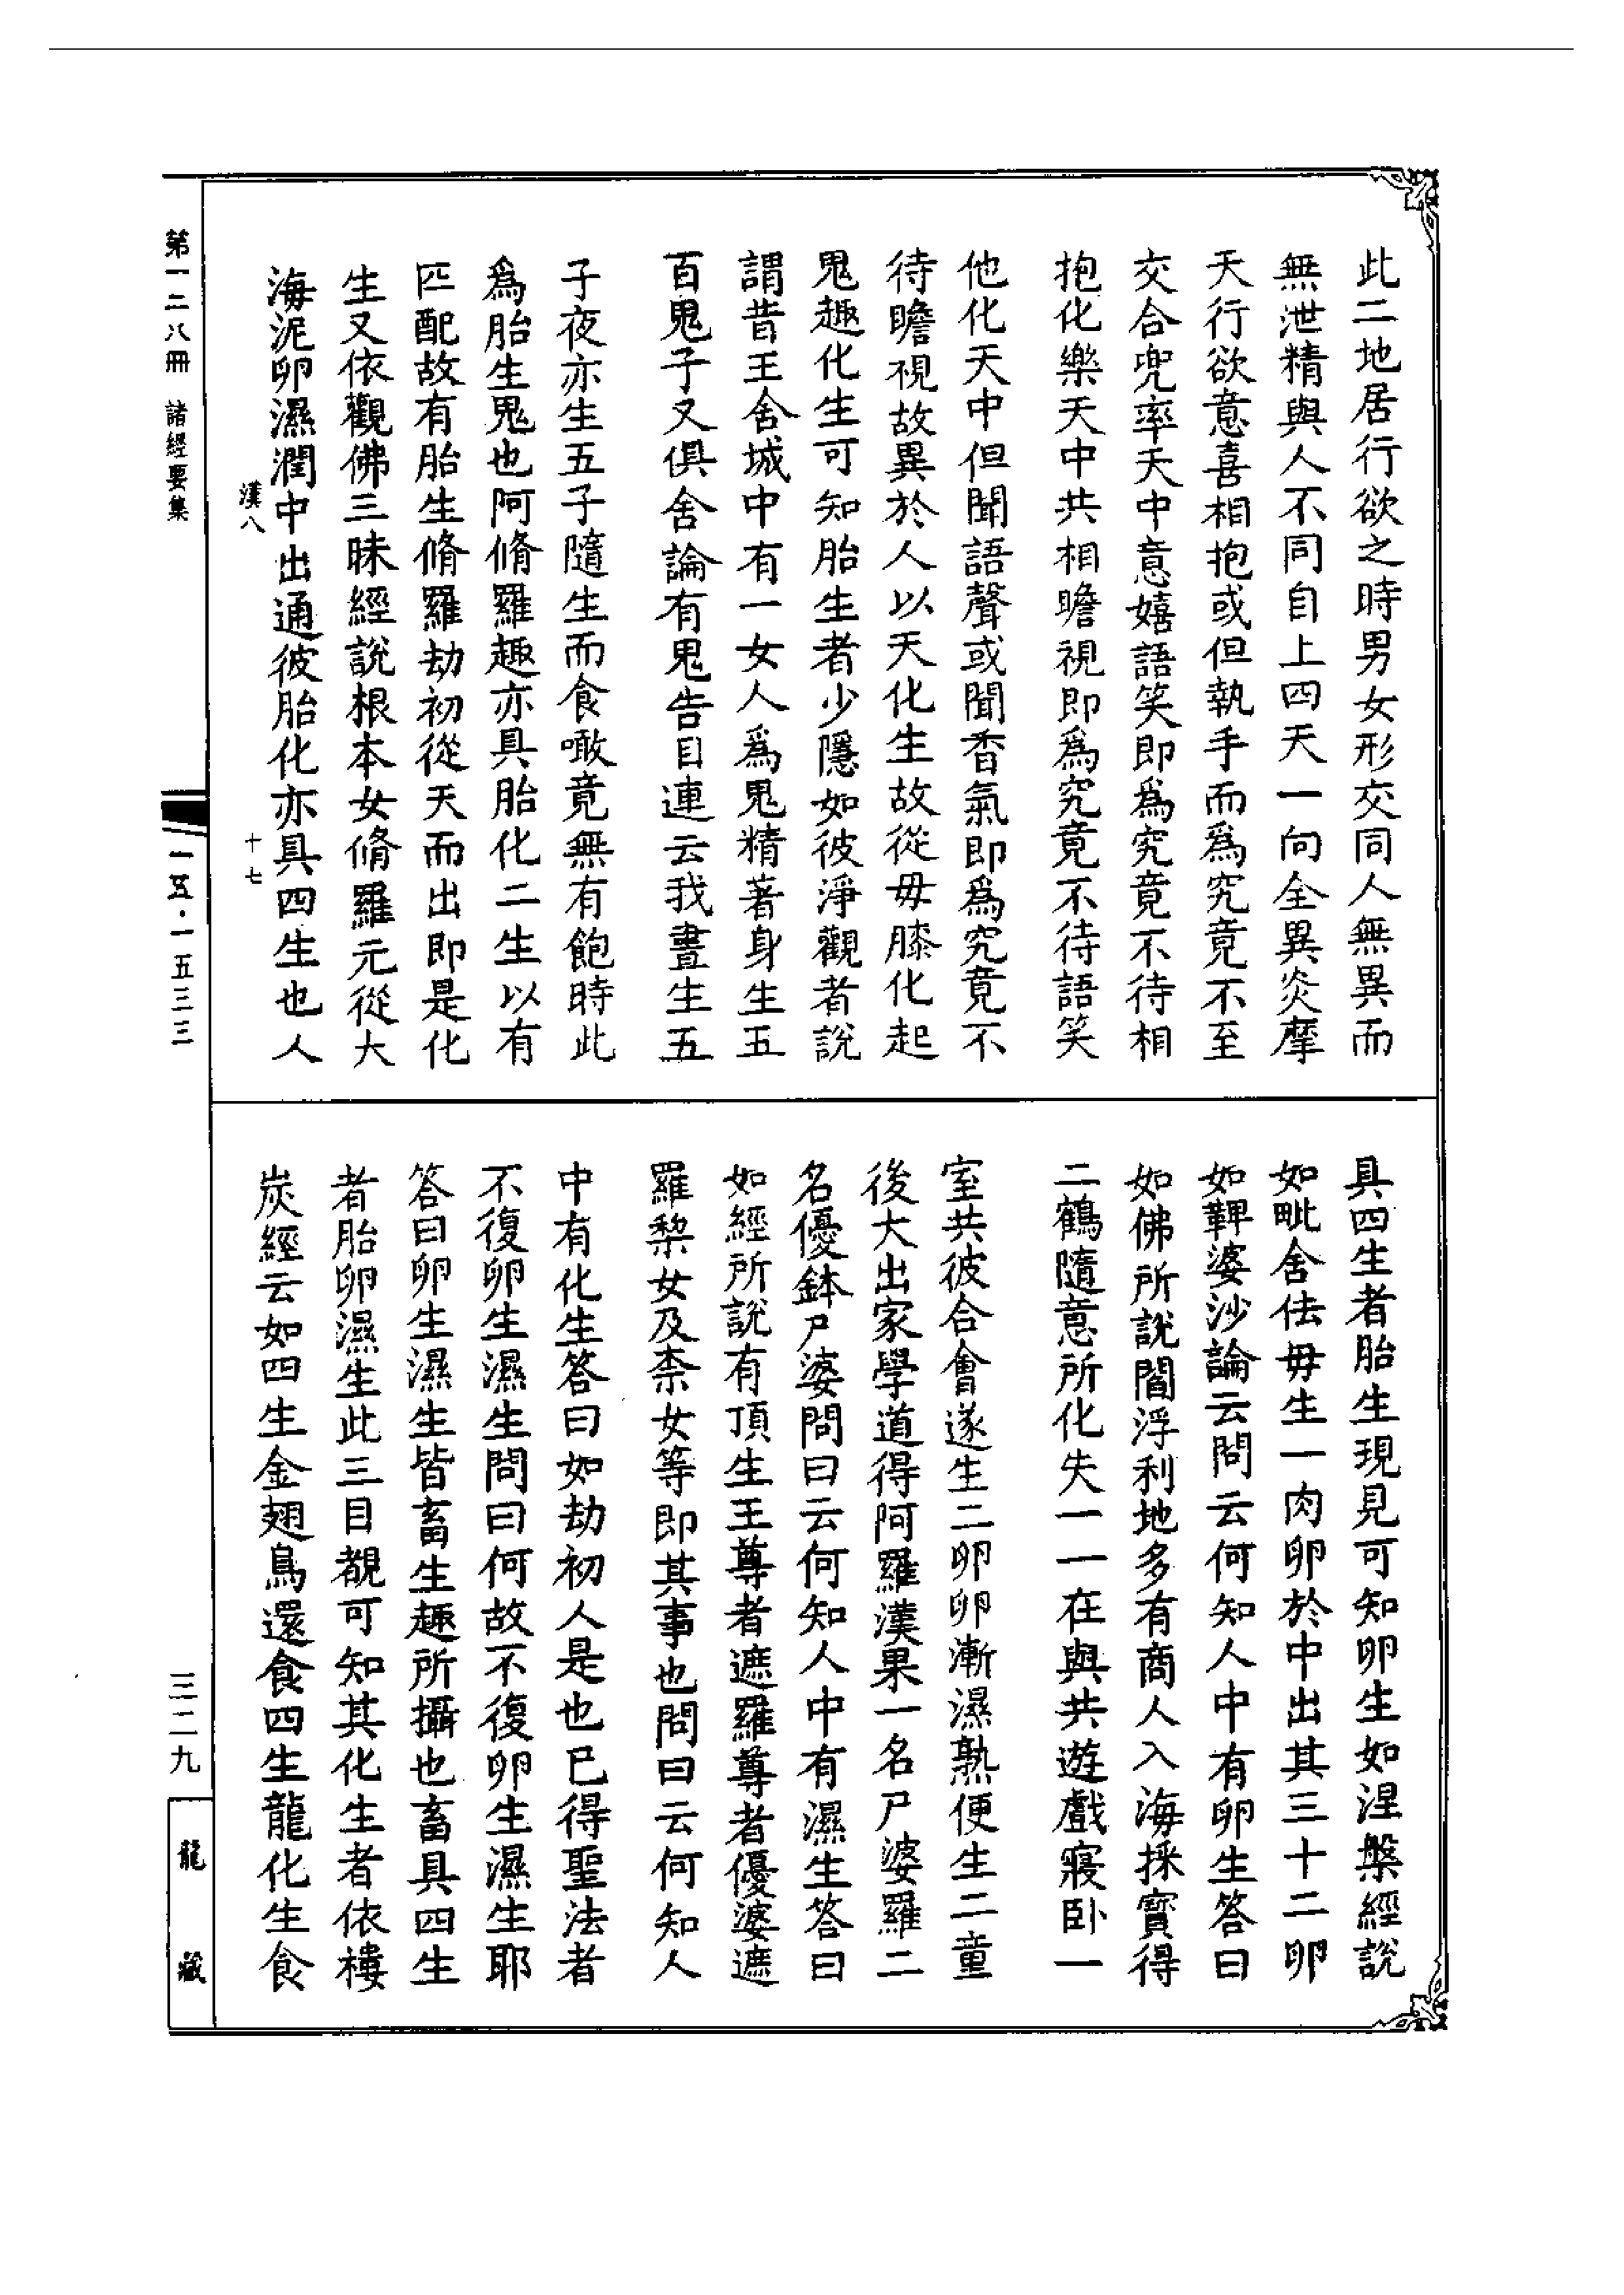 此二地居行欲之時男女形交同人無異而
無泄精與人不同自上四天一向全異炎摩
天行欲意喜相抱或但執手而爲究竟不至
交合兜率天中意嬉語笑即爲究竟不待相
抱化樂天中共相瞻視即爲究竟不待語笑
他化天中但聞語聲或聞香氣即爲究竟不
待瞻視故異於人以天化生故從毋膝化起
鬼趣化生可知胎生者少隱如彼淨觀者說
謂昔王舍城中有一女人爲鬼精著身生五
百鬼子又俱舍論有鬼告目連云我晝生五
子夜亦生五子隨生而食噉竟無有飽時此
爲胎生鬼也阿脩羅趣亦具胎化二生以有
匹配故有胎生脩羅劫初從天而出即是化
生又依觀佛三昧經說根本女脩羅元從大
海泥卵濕潤中出通彼胎化亦具四生也人
漢八
十七
具四生者胎生現見可知卵生如涅槃經說
如毗舍佉毋生一肉卵於中出其三十二卵
如鞞婆沙論云問云何知人中有卵生答曰
如佛所說閻浮利地多有商人入海採寶得
二鶴隨意所化失一一在與共遊戲寢臥一
室共彼合會遂生二卵卵漸濕熟便生二童
後大出家學道得阿羅漢果一名尸婆羅二
名優鉢尸婆問曰云何知人中有濕生答曰
如經所說有頂生王尊者遮羅尊者優婆遮
羅梨女及柰女等即其事也問曰云何知人
中有化生答曰如劫初人是也已得聖法者
不復卵生濕生問曰何故不復卵生濕生耶
答曰卵生濕生皆畜生趣所攝也畜具四生
者胎卵濕生此三目覩可知其化生者依樓
炭經云如四生金翅鳥還食四生龍化生食
第一二八冊 諸經要集
一五·一五三三
三二九
龍藏